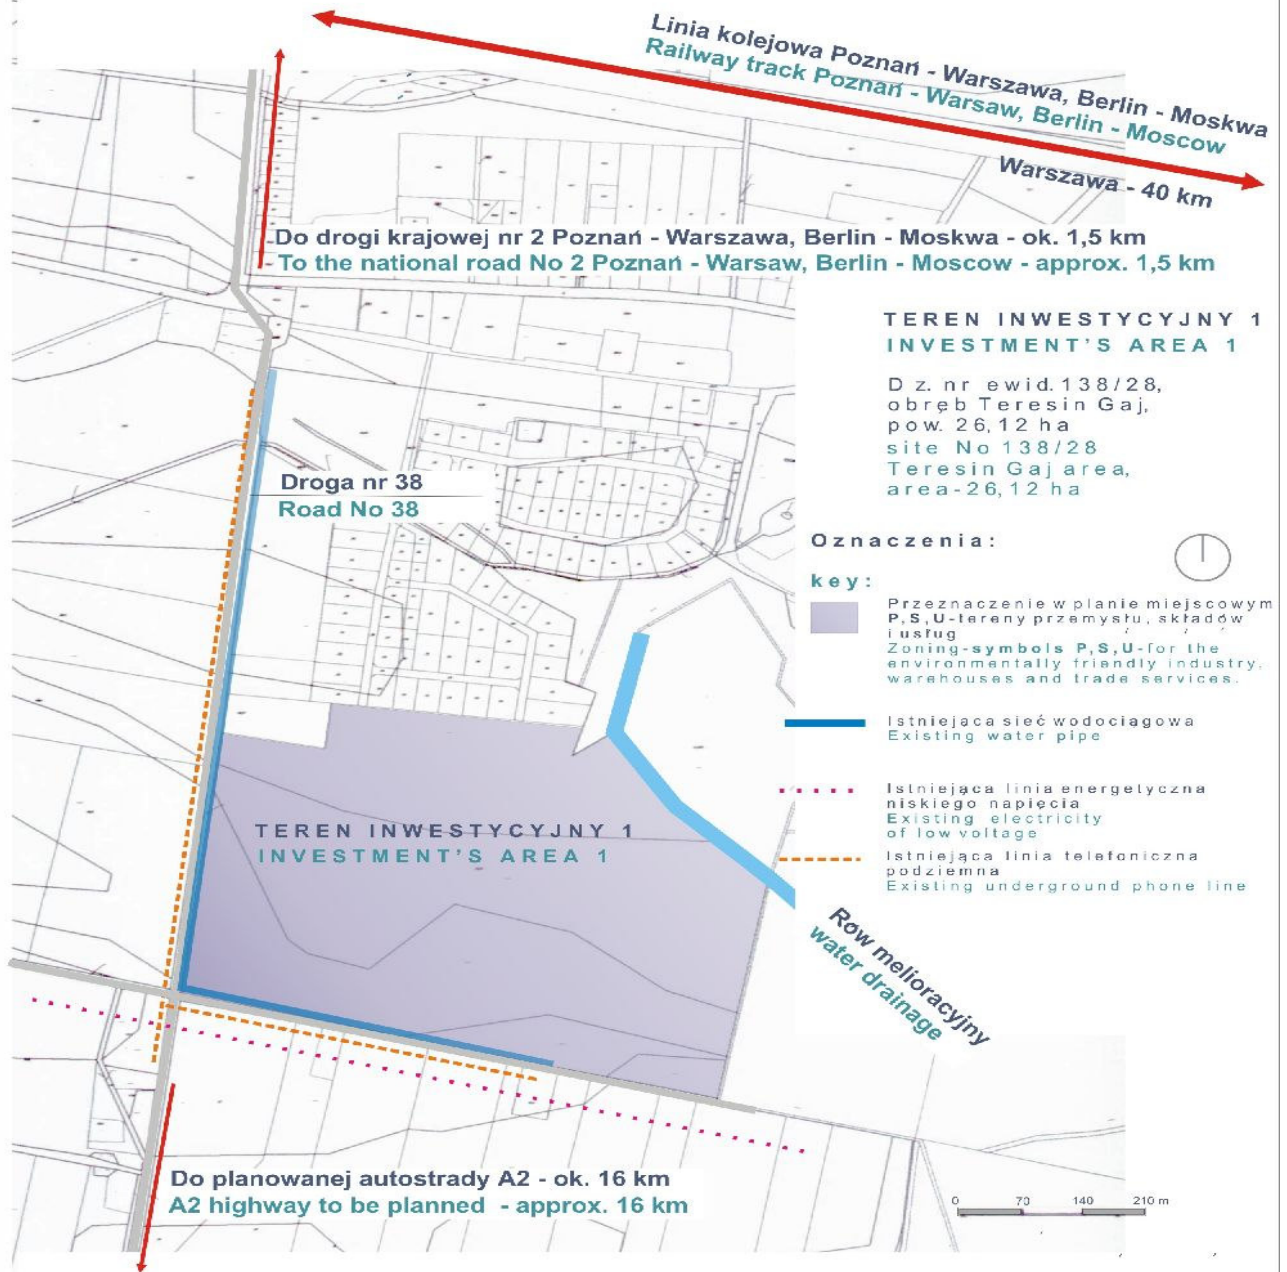 Linia kolejowa Poznań - Warszawa, Berlin - Moskwa
Railway track Poznań - Warsaw, Berlin - Moscow
Warszawa - 40 km
Do drogi krajowej nr 2 Poznań - Warszawa, Berlin - Moskwa - ok. 1,5 km
To the national road No 2 Poznań - Warsaw, Berlin - Moscow - approx. 1,5 km
TEREN INWESTYCYJNY 1
INVESTMENT'S AREA 1
D z. nr ewid. 138/28,
obręb Teresin Gaj,
pow. 26,12 ha
site No 138/28
Teresin Gaj area,
area-26,12 ha
Droga nr 38
Road No 38
Oznaczenia:
key:
Przeznaczenie w planie miejscowym
P,S,U-tereny przemysłu, składów
i usług
Zoning-symbols P,S,U-for the
environmentally friendly industry,
warehouses and trade services.
Istniejąca sieć wodociągowa
Existing water pipe
Istniejąca linia energetyczna
niskiego napięcia
Existing electricity
of low voltage
Istniejąca linia telefoniczna
podziemna
Existing underground phone line
TEREN INWESTYCYJNY 1
INVESTMENT'S AREA 1
Rów melioracyjny
water drainage
Do planowanej autostrady A2 - ok. 16 km
A2 highway to be planned - approx. 16 km
0 70 140 210 m